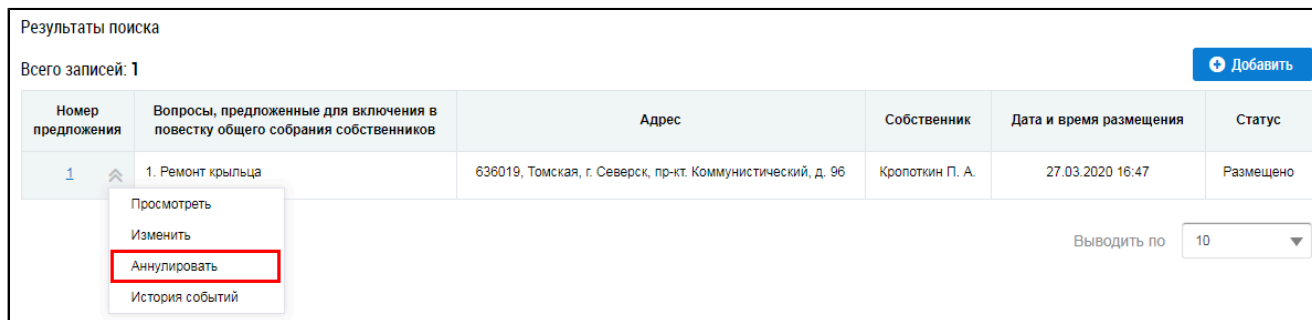 Результаты поиска
Всего записей: 1
Добавить
Номер предложения
Вопросы, предложенные для включения в повестку общего собрания собственников
Адрес
Собственник
Дата и время размещения
Статус
1
1. Ремонт крыльца
636019, Томская, г. Северск, пр-кт. Коммунистический, д. 96
Кропоткин П. А.
27.03.2020 16:47
Размещено
Просмотреть
Изменить
Аннулировать
История событий
Выводить по
10